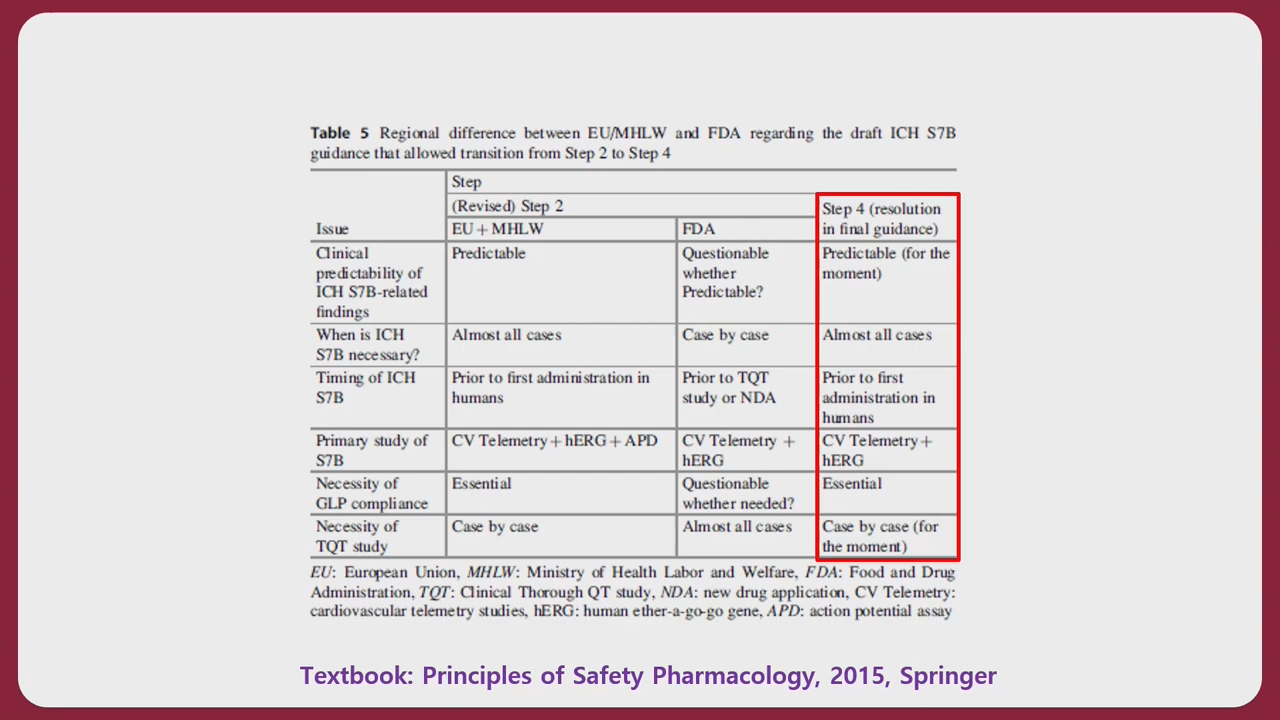 Table 5 Regional difference between EU/MHLW and FDA regarding the draft ICH S7B
guidance that allowed transition from Step 2 to Step 4
Step
(Revised) Step 2
Step 4 (resolution
in final guidance)
Issue
EU + MHLW
FDA
Clinical
predictability of
ICH S7B-related
findings
Predictable
Questionable
whether
Predictable?
Predictable (for the
moment)
When is ICH
S7B necessary?
Almost all cases
Case by case
Almost all cases
Timing of ICH
S7B
Prior to first administration in
humans
Prior to TQT
study or NDA
Prior to first
administration in
humans
Primary study of
S7B
CV Telemetry + hERG + APD
CV Telemetry +
hERG
CV Telemetry +
hERG
Necessity of
GLP compliance
Essential
Questionable
whether needed?
Essential
Necessity of
TQT study
Case by case
Almost all cases
Case by case (for
the moment)
EU: European Union, MHLW: Ministry of Health Labor and Welfare, FDA: Food and Drug
Administration, TQT: Clinical Thorough QT study, NDA: new drug application, CV Telemetry:
cardiovascular telemetry studies, hERG: human ether-a-go-go gene, APD: action potential assay
Textbook: Principles of Safety Pharmacology, 2015, Springer